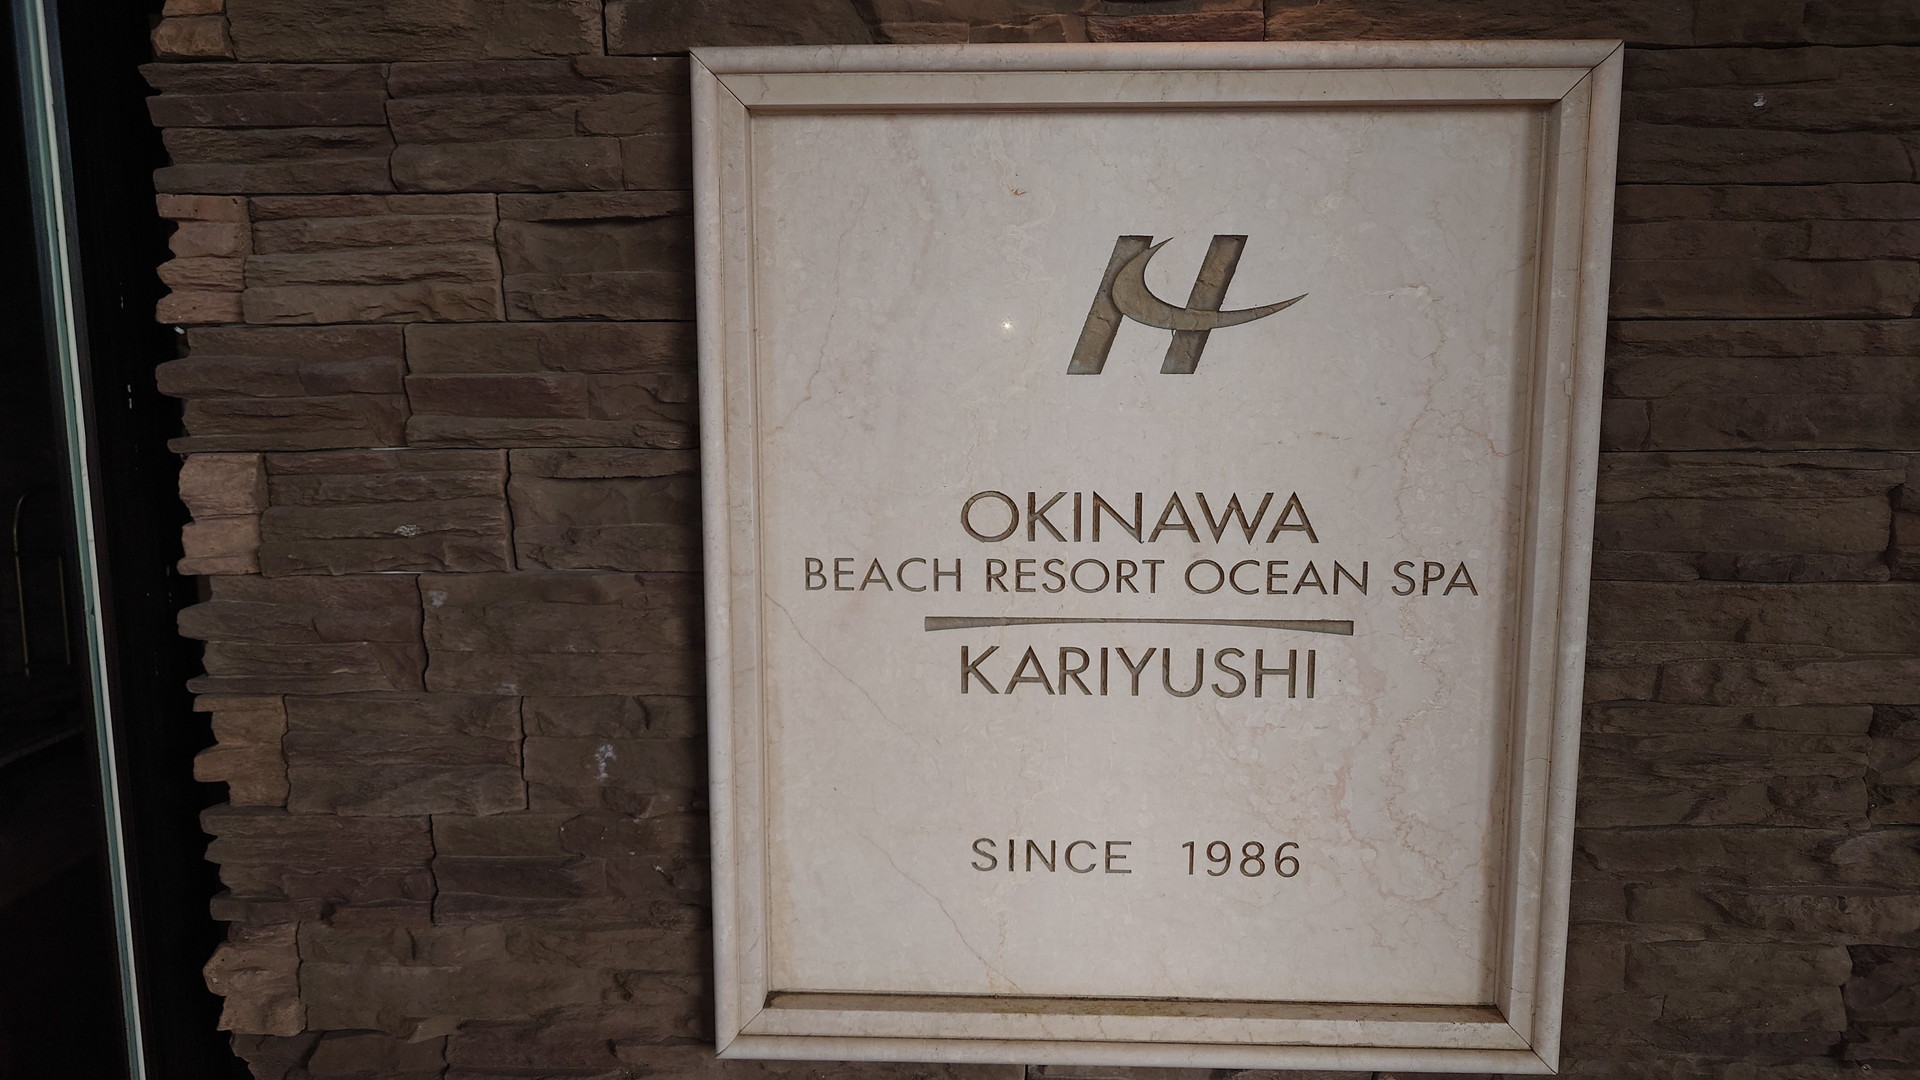 H
OKINAWA
BEACH RESORT OCEAN SPA
KARIYUSHI
SINCE 1986